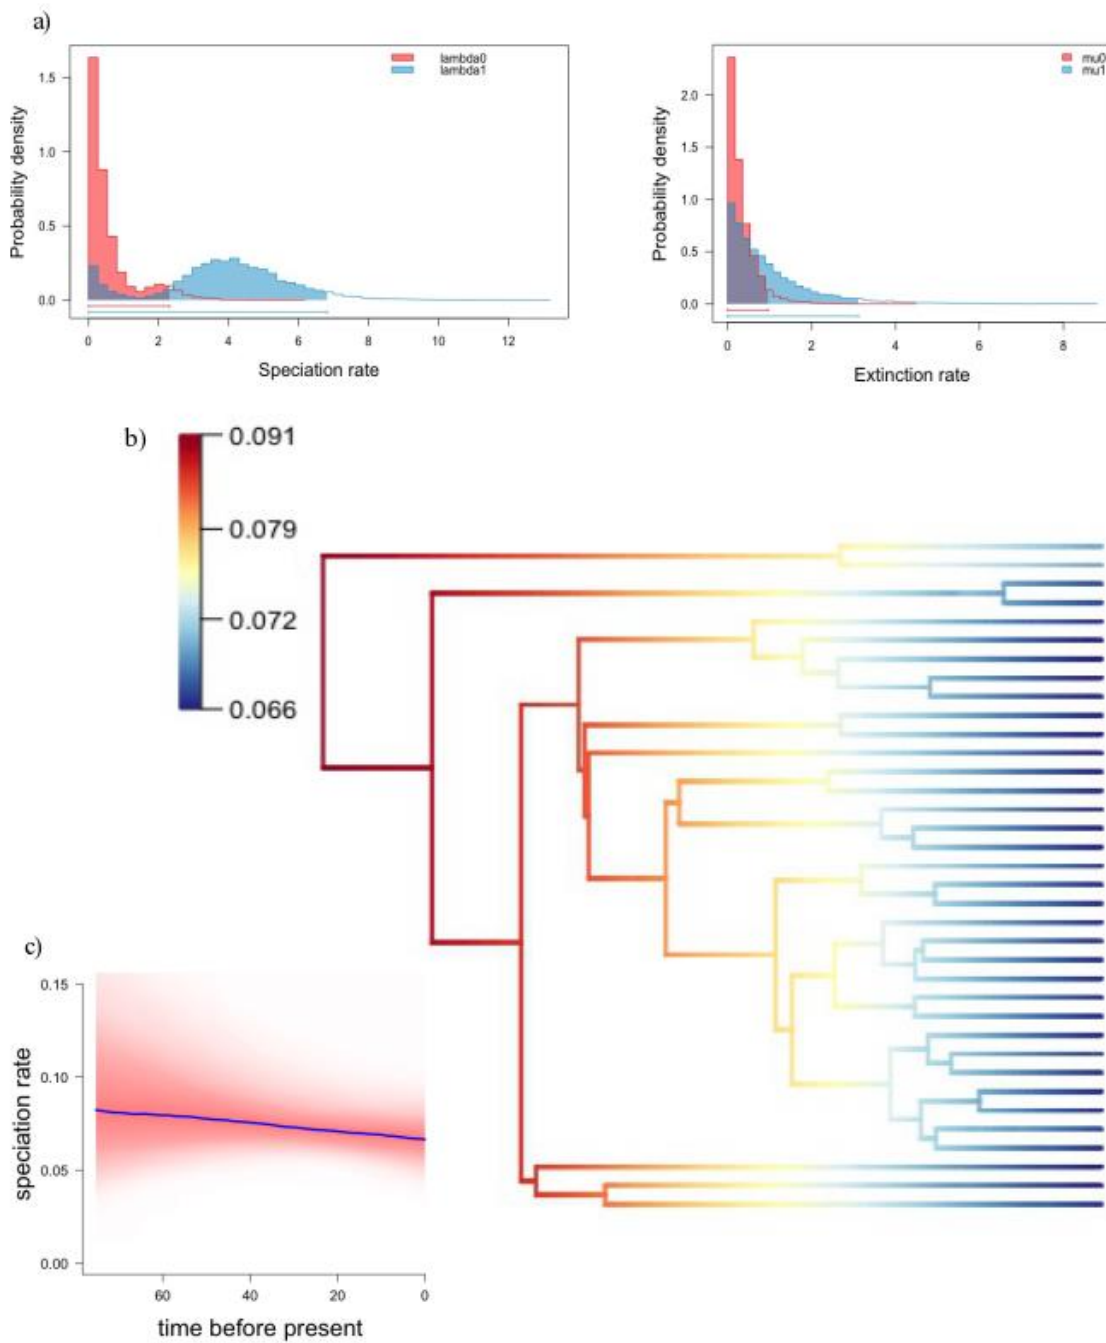 a)
lambda0
lambda1
1.5
1.0
0.5
0.0
Probability density
0 2 4 6 8 10 12
Speciation rate
mu0
mu1
2.0
1.5
1.0
0.5
0.0
Probability density
0 2 4 6 8
Extinction rate
b)
0.091
0.079
0.072
0.066
c)
0.15
0.10
0.05
0.00
speciation rate
60 40 20 0
time before present